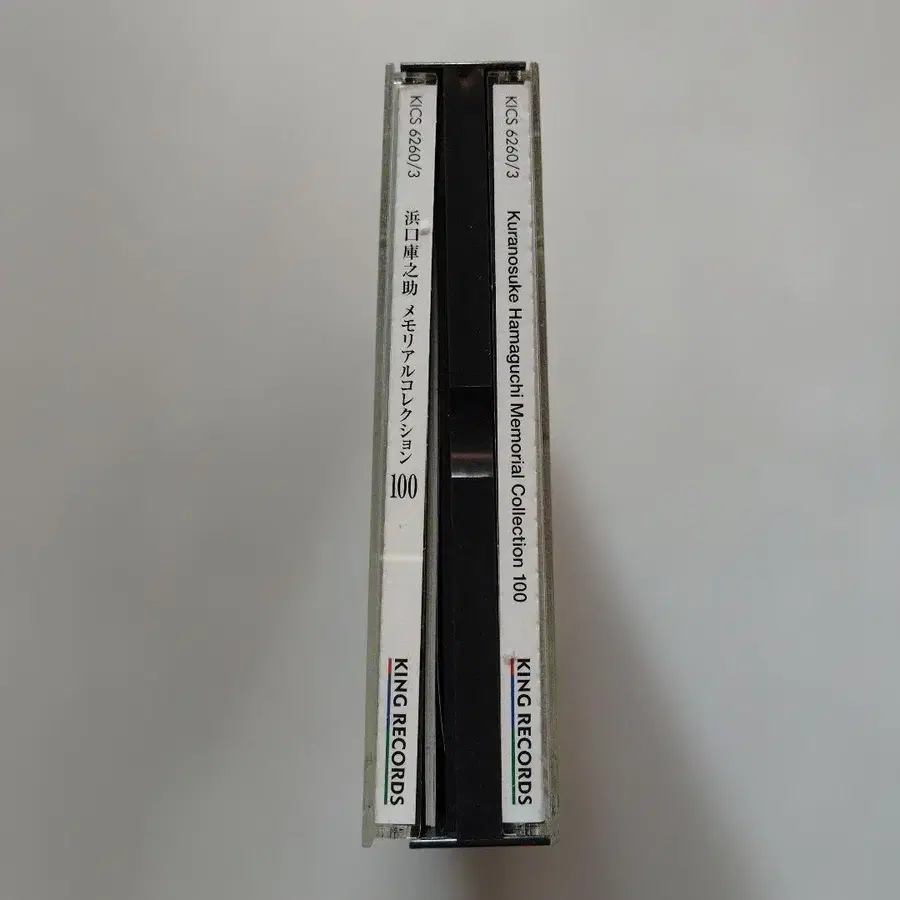 KICS 6260/3
浜口庫之助 メモリアルコレクション 100
KING RECORDS
KICS 6260/3
Kuranosuke Hamaguchi Memorial Collection 100
KING RECORDS